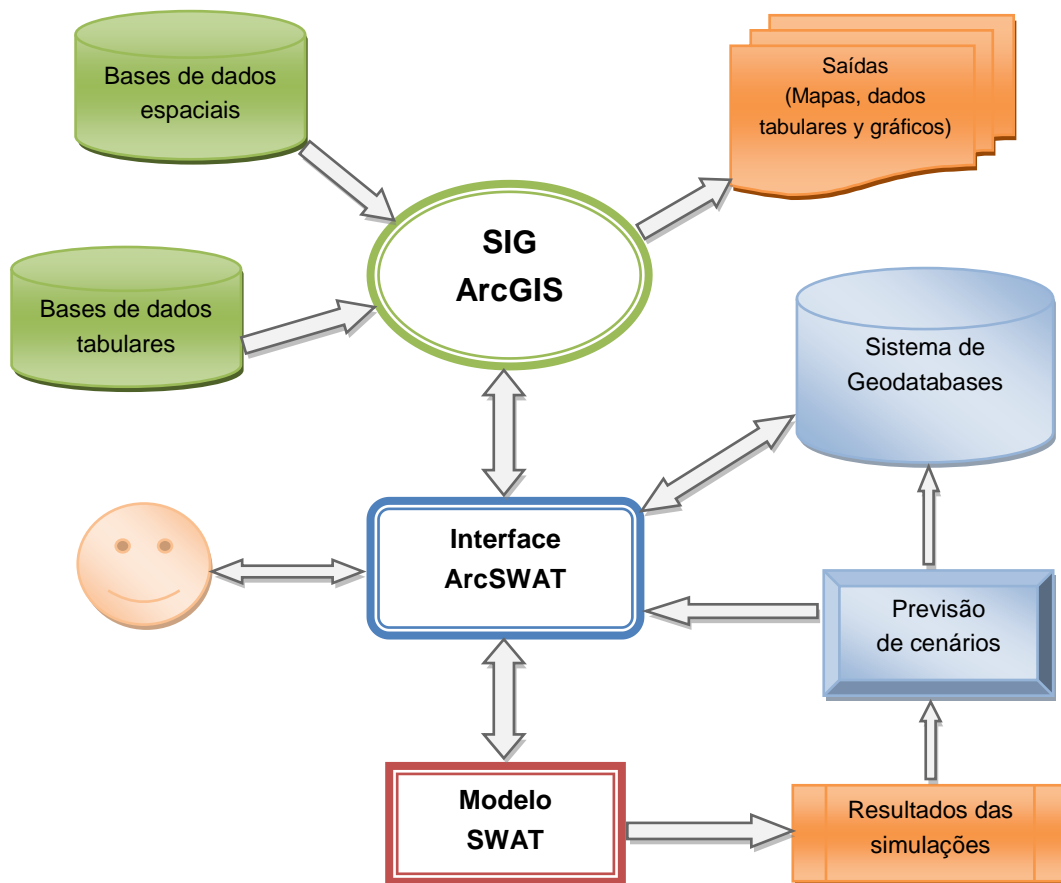 Bases de dados
espaciais
Saídas
(Mapas, dados
tabulares y gráficos)
SIG
ArcGIS
Bases de dados
tabulares
Sistema de
Geodatabases
Interface
ArcSWAT
Previsão
de cenários
Modelo
SWAT
Resultados das
simulações